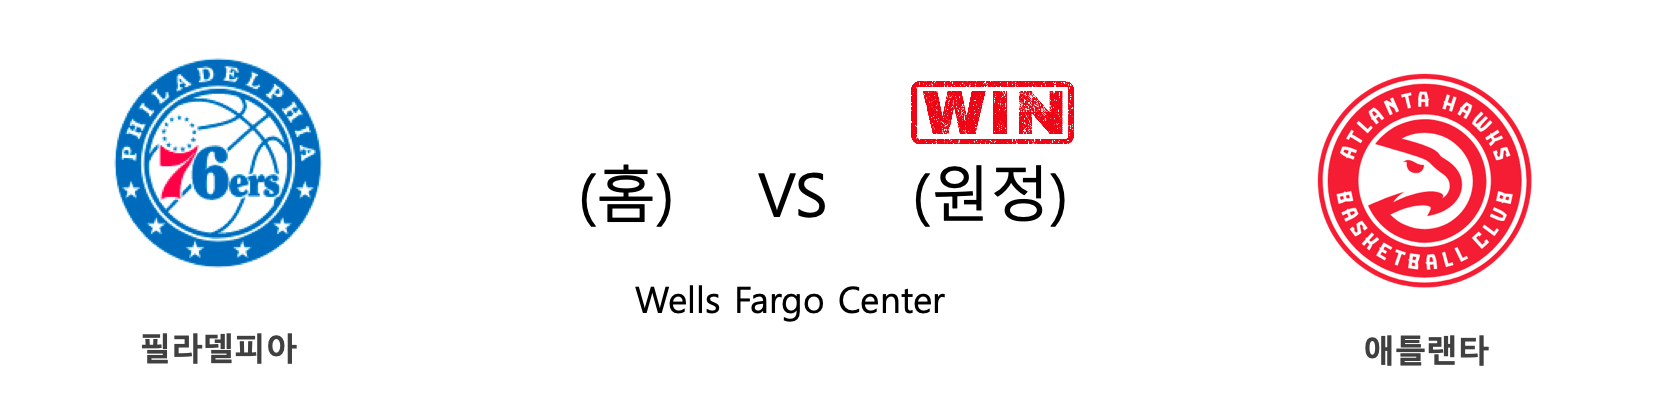 PHILADELPHIA
76ers
필라델피아
(홈) VS (원정)
WIN
Wells Fargo Center
ATLANTA HAWKS
BASKETBALL CLUB
애틀랜타